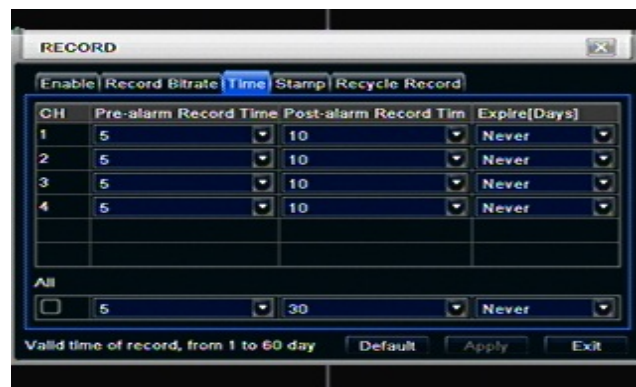 RECORD
Enable Record Bitrate Time Stamp Recycle Record
CH Pre-alarm Record Time Post-alarm Record Tim Expire[Days]
1 5 10 Never
2 5 10 Never
3 5 10 Never
4 5 10 Never
All
5 30 Never
Valid time of record, from 1 to 60 day Default Apply Exit